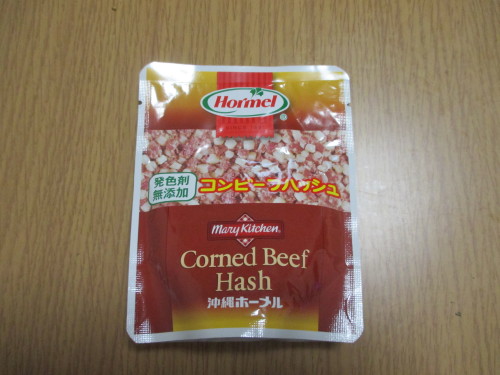 Hormel
®
発色剤
無添加
コンビーフハッシュ
Mary Kitchen®
Corned Beef
Hash
沖縄ホーメル